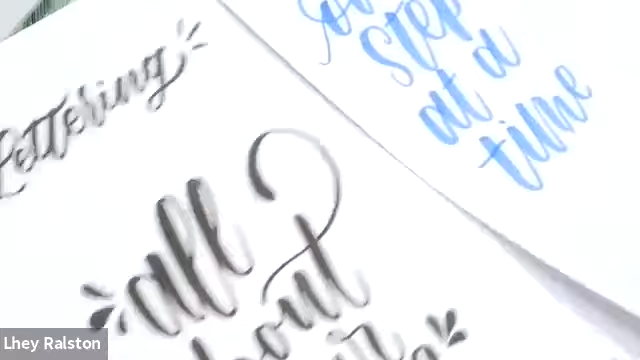 Lettering
all
about
step
at a
time
Lhey Ralston